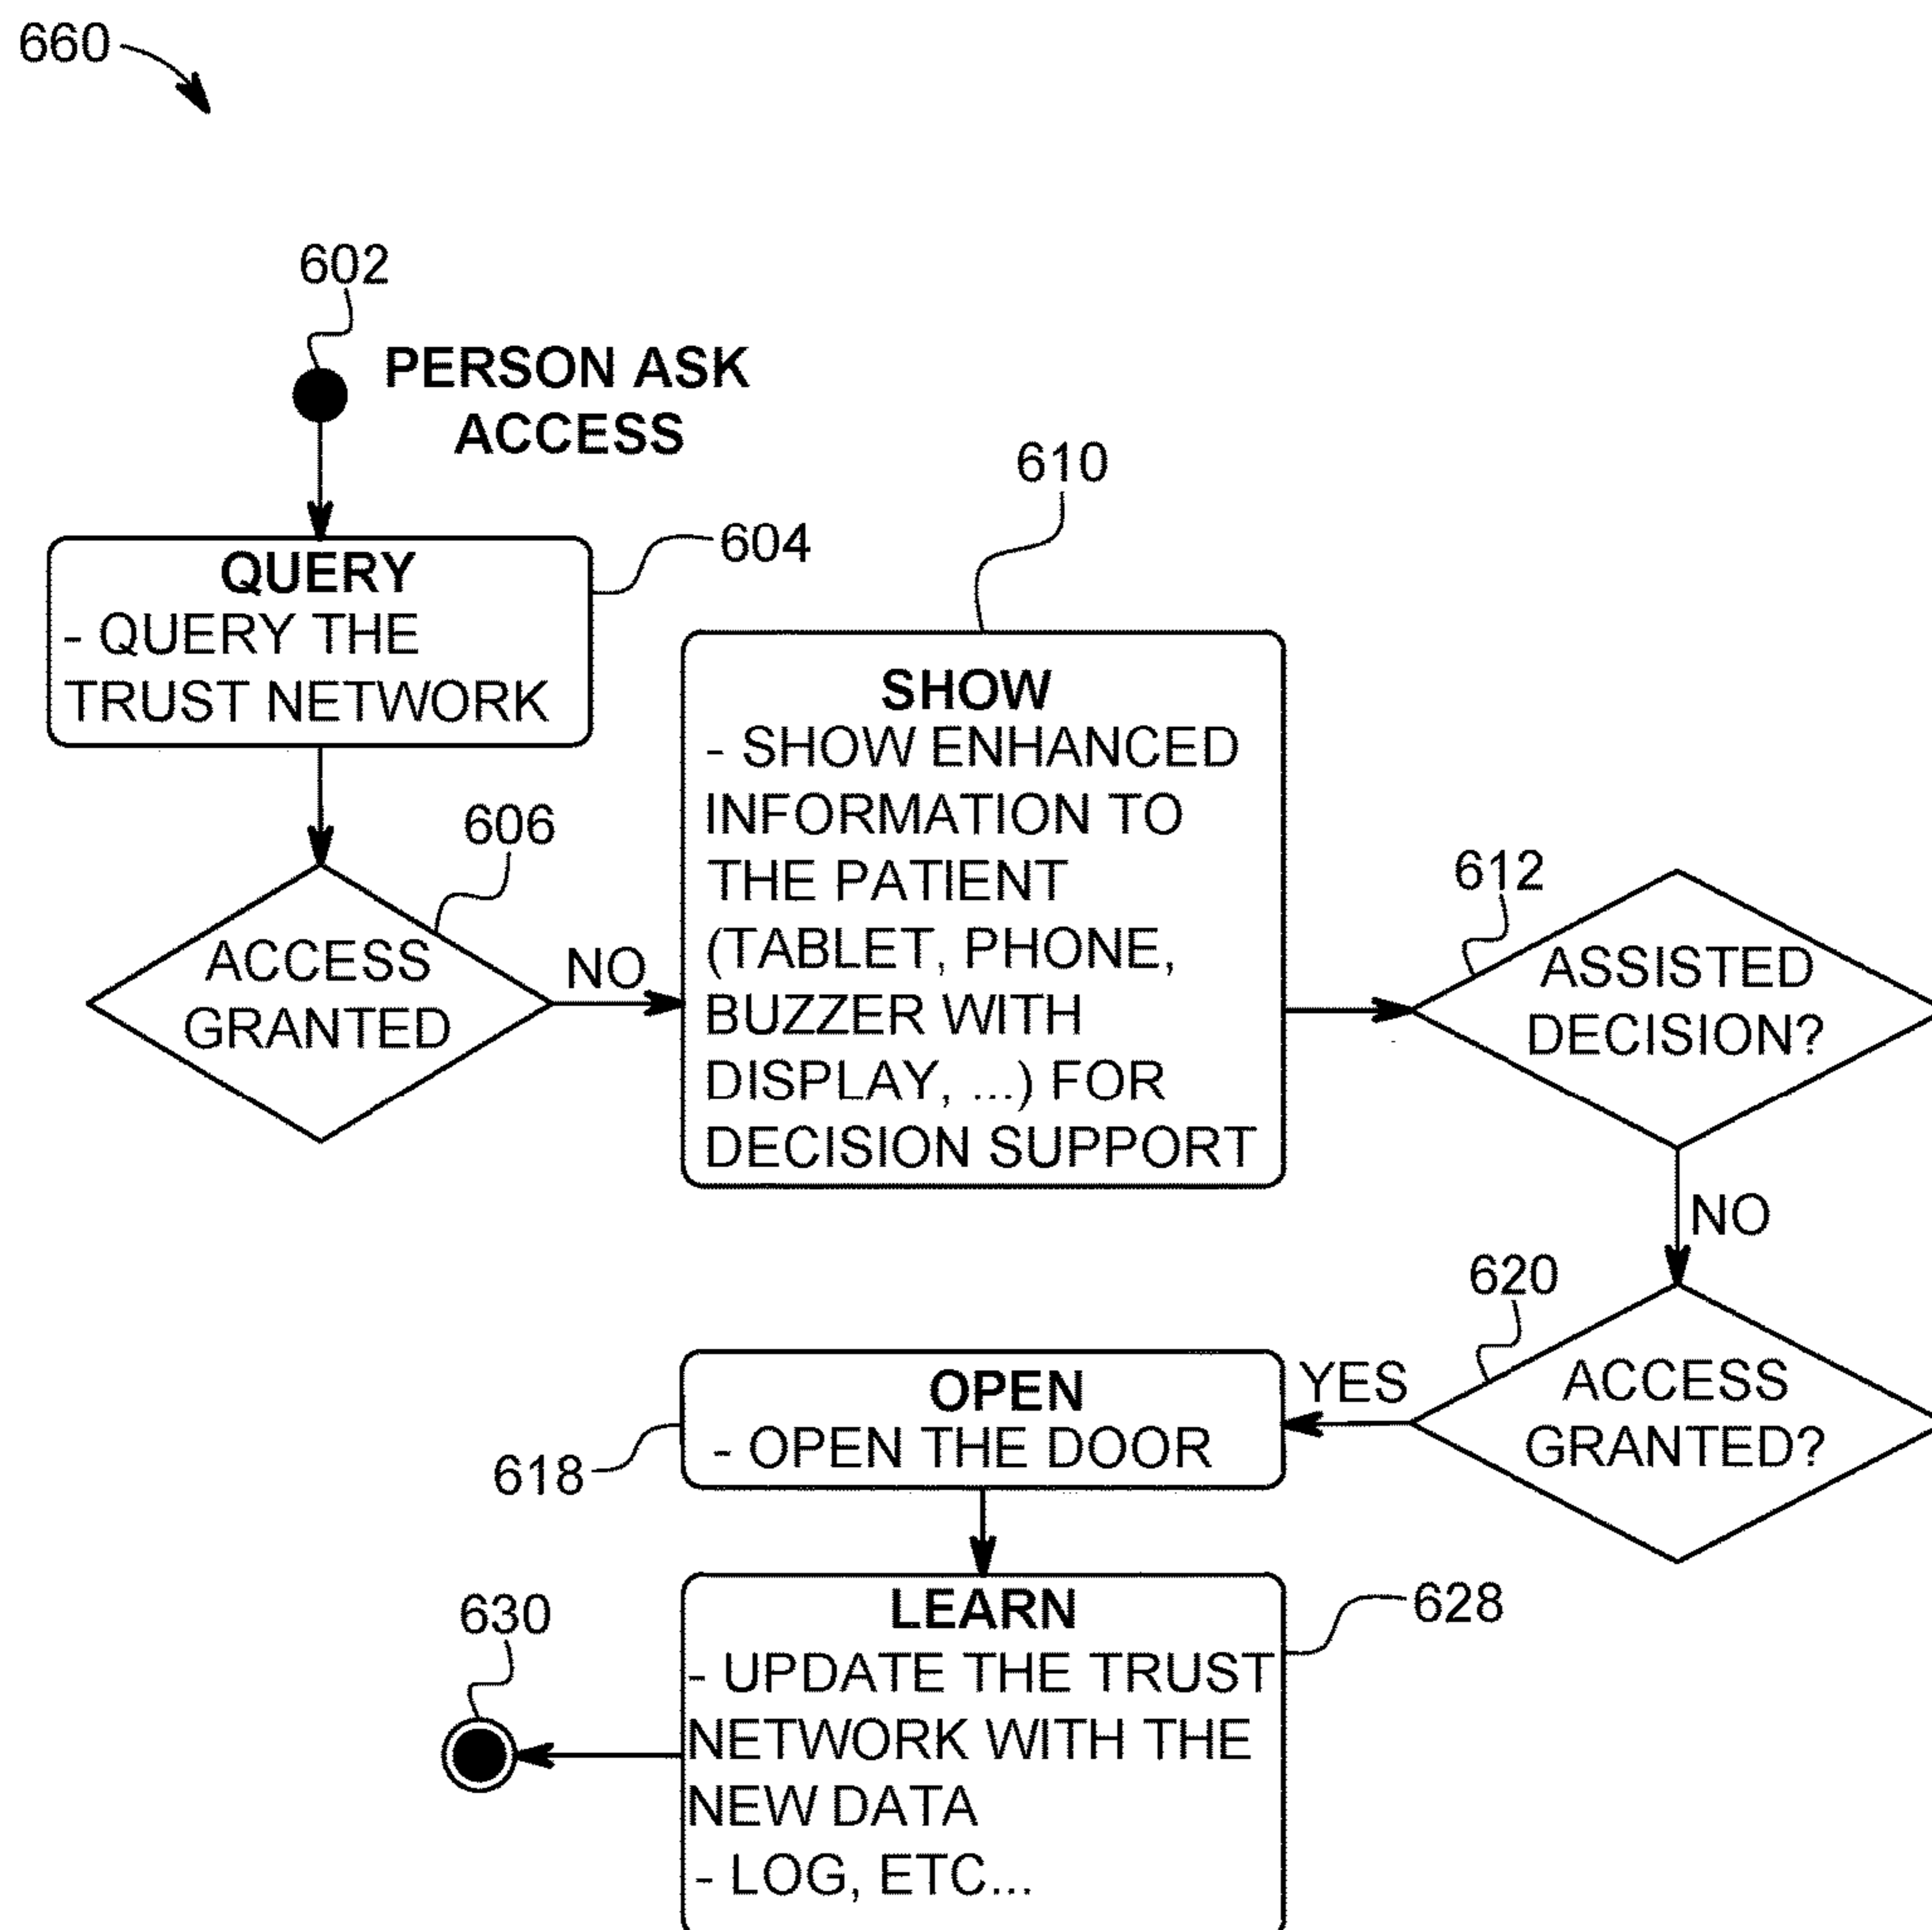 660
602
PERSON ASK
ACCESS
604
QUERY
- QUERY THE
TRUST NETWORK
606
ACCESS
GRANTED
NO
610
SHOW
- SHOW ENHANCED
INFORMATION TO
THE PATIENT
(TABLET, PHONE,
BUZZER WITH
DISPLAY, ...) FOR
DECISION SUPPORT
612
ASSISTED
DECISION?
NO
620
ACCESS
GRANTED?
YES
OPEN
- OPEN THE DOOR
618
LEARN
- UPDATE THE TRUST
NETWORK WITH THE
NEW DATA
- LOG, ETC...
628
630